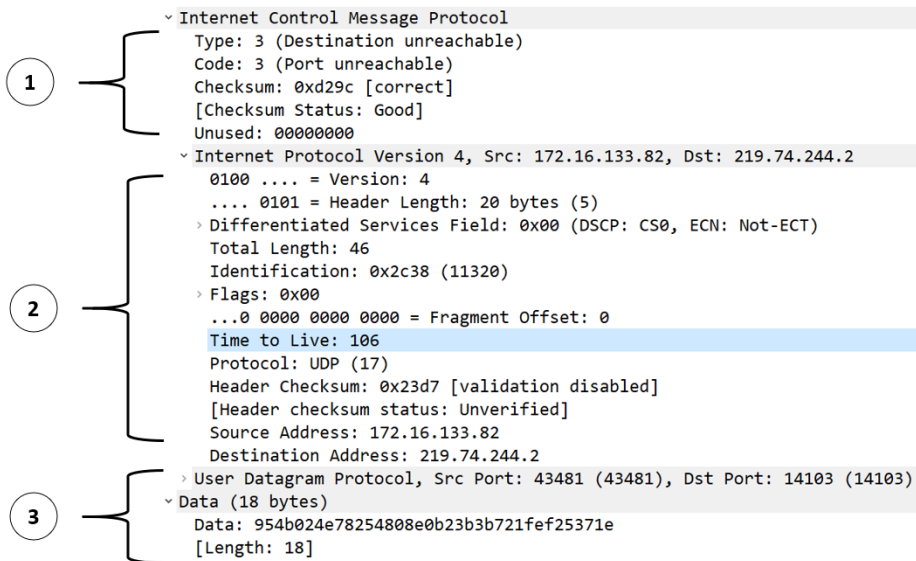 Internet Control Message Protocol
Type: 3 (Destination unreachable)
Code: 3 (Port unreachable)
1
Checksum: 0xd29c [correct]
[Checksum Status: Good]
Unused: 00000000
Internet Protocol Version 4, Src: 172.16.133.82, Dst: 219.74.244.2
0100 .... = Version: 4
.... 0101 = Header Length: 20 bytes (5)
Differentiated Services Field: 0x00 (DSCP: CS0, ECN: Not-ECT)
Total Length: 46
Identification: 0x2c38 (11320)
Flags: 0x00
2
...0 0000 0000 0000 = Fragment Offset: 0
Time to Live: 106
Protocol: UDP (17)
Header Checksum: 0x23d7 [validation disabled]
[Header checksum status: Unverified]
Source Address: 172.16.133.82
Destination Address: 219.74.244.2
User Datagram Protocol, Src Port: 43481 (43481), Dst Port: 14103 (14103)
Data (18 bytes)
3
Data: 954b024e78254808e0b23b3b721fef25371e
[Length: 18]